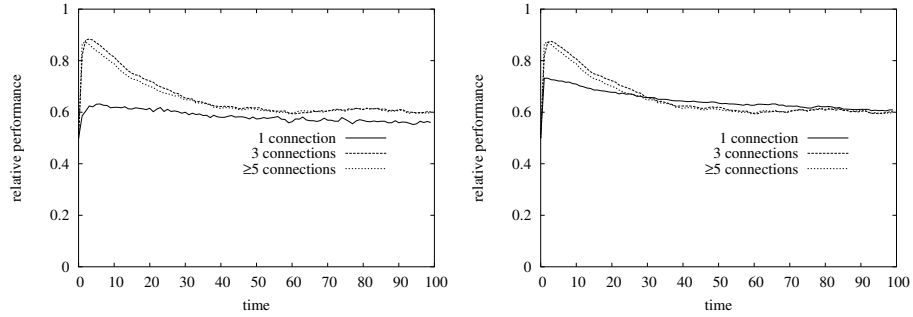 1
0.8
0.6
0.4
0.2
0
relative performance
1 connection
3 connections
≥5 connections
0 10 20 30 40 50 60 70 80 90 100
time
1
0.8
0.6
0.4
0.2
0
relative performance
1 connection
3 connections
≥5 connections
0 10 20 30 40 50 60 70 80 90 100
time